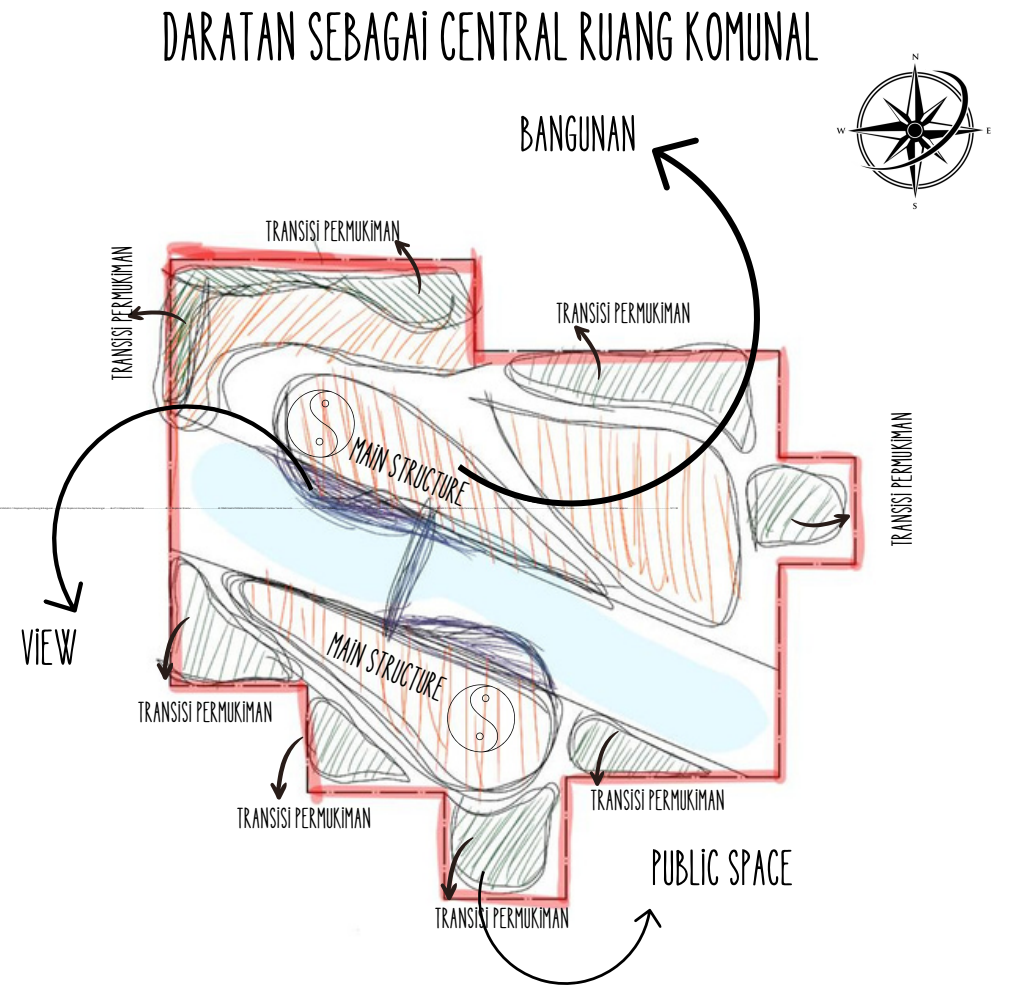 DARATAN SEBAGAi CENTRAL RUANG KOMUNAL
N
W
E
S
BANGUNAN
TRANSiSi PERMUKiMAN
TRANSiSi PERMUKiMAN
TRANSiSi PERMUKiMAN
TRANSiSi PERMUKiMAN
MAiN STRUCTURE
ViEW
MAiN STRUCTURE
TRANSiSi PERMUKiMAN
TRANSiSi PERMUKiMAN
TRANSiSi PERMUKiMAN
PUBLiC SPACE
TRANSiSi PERMUKiMAN